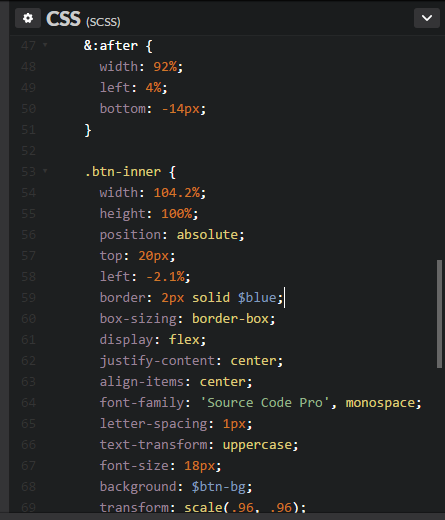 CSS (SCSS)
47 &:after {
48 width: 92%;
49 left: 4%;
50 bottom: -14px;
51 }
52
53 .btn-inner {
54 width: 104.2%;
55 height: 100%;
56 position: absolute;
57 top: 20px;
58 left: -2.1%;
59 border: 2px solid $blue;
60 box-sizing: border-box;
61 display: flex;
62 justify-content: center;
63 align-items: center;
64 font-family: 'Source Code Pro', monospace;
65 letter-spacing: 1px;
66 text-transform: uppercase;
67 font-size: 18px;
68 background: $btn-bg;
69 transform: scale(.96, .96);